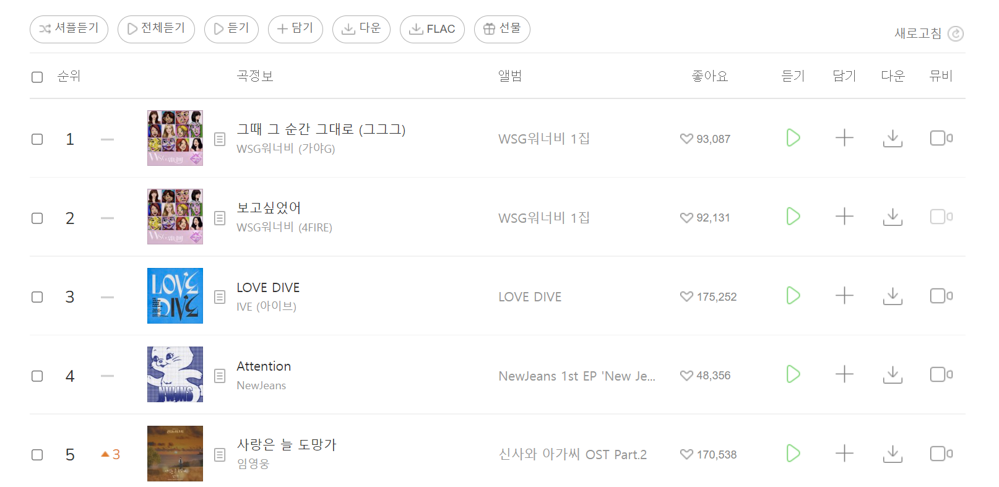 셔플듣기 전체듣기 듣기 담기 다운 FLAC 선물 새로고침
순위 곡정보 앨범 좋아요 듣기 담기 다운 뮤비
1 그때 그 순간 그대로 (그그그) WSG워너비 1집 93,087
WSG워너비 (가야G)
2 보고싶었어 WSG워너비 1집 92,131
WSG워너비 (4FIRE)
LOVE
DIVE
3 LOVE DIVE LOVE DIVE 175,252
IVE (아이브)
NWJNS
4 Attention NewJeans 1st EP 'New Je... 48,356
NewJeans
5 3 사랑은 늘 도망가 신사와 아가씨 OST Part.2 170,538
임영웅